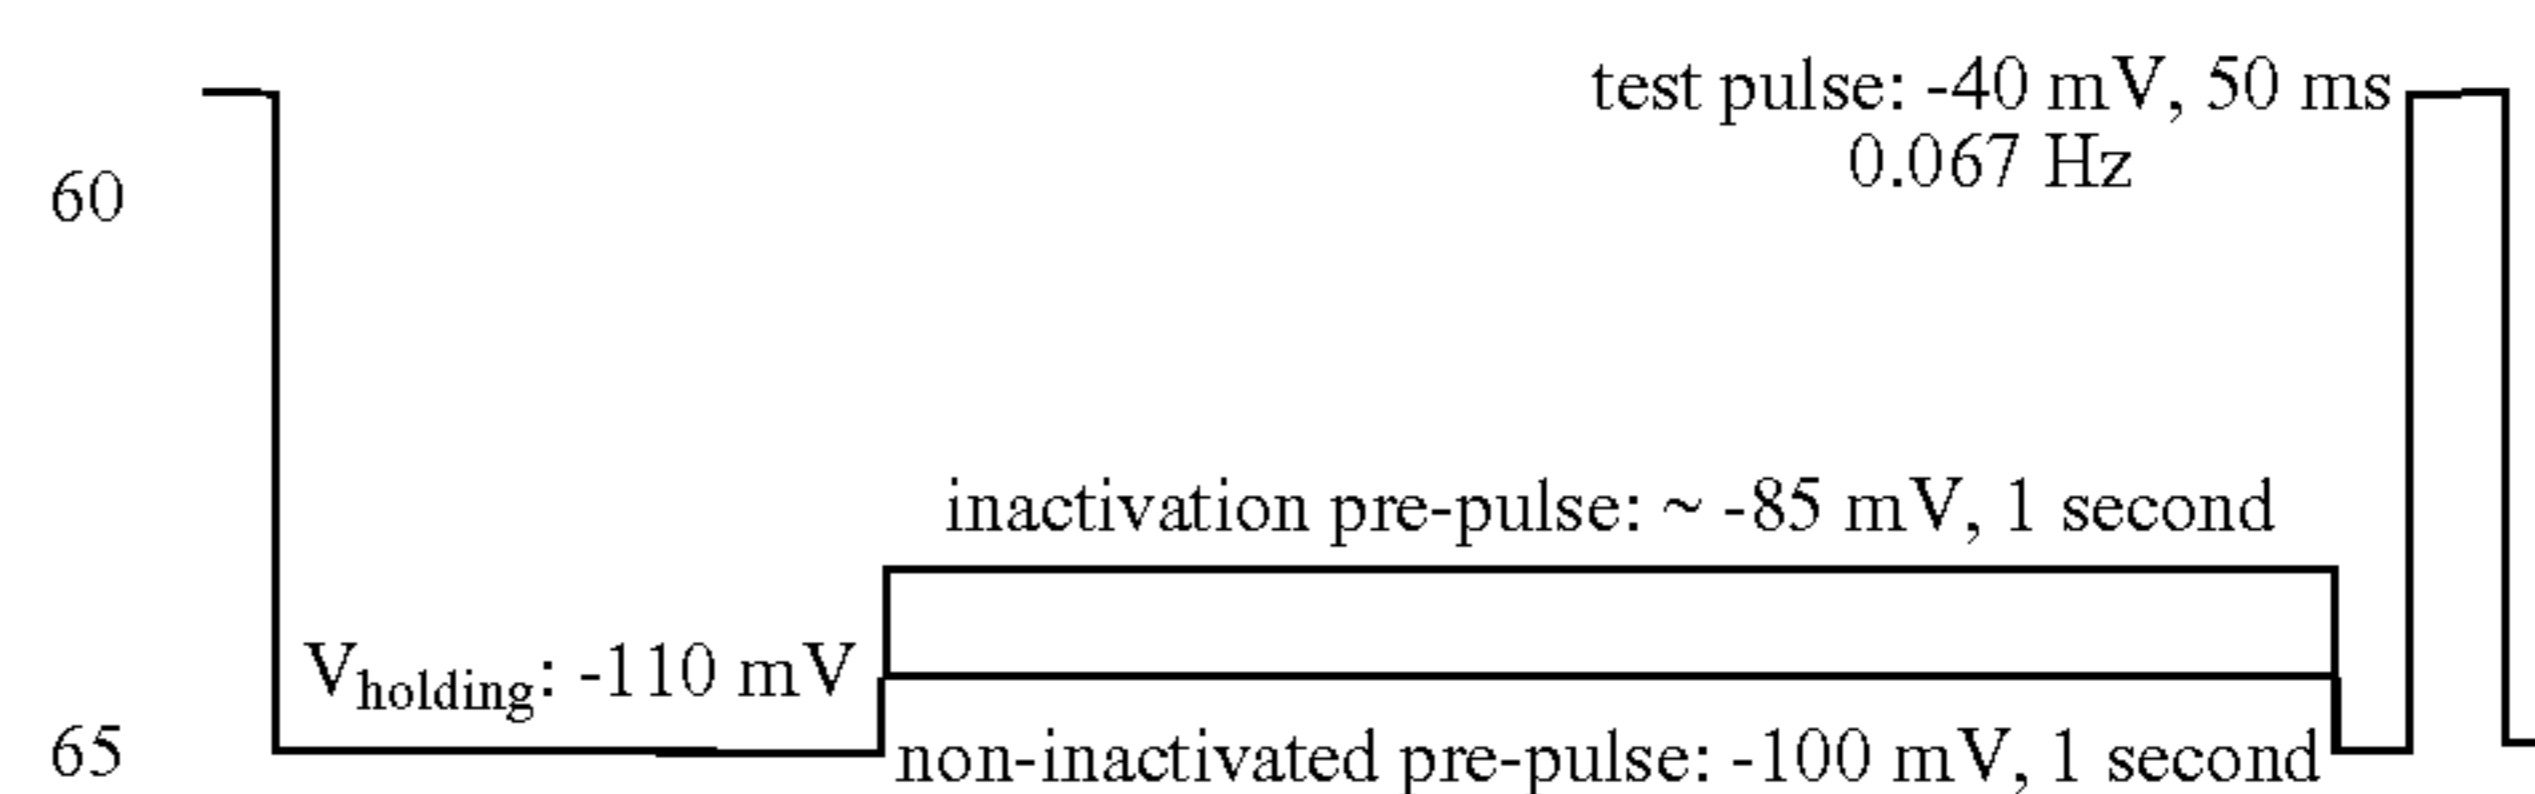 test pulse: -40 mV, 50 ms
0.067 Hz
60
inactivation pre-pulse: ~ -85 mV, 1 second
Vholding: -110 mV
65
non-inactivated pre-pulse: -100 mV, 1 second